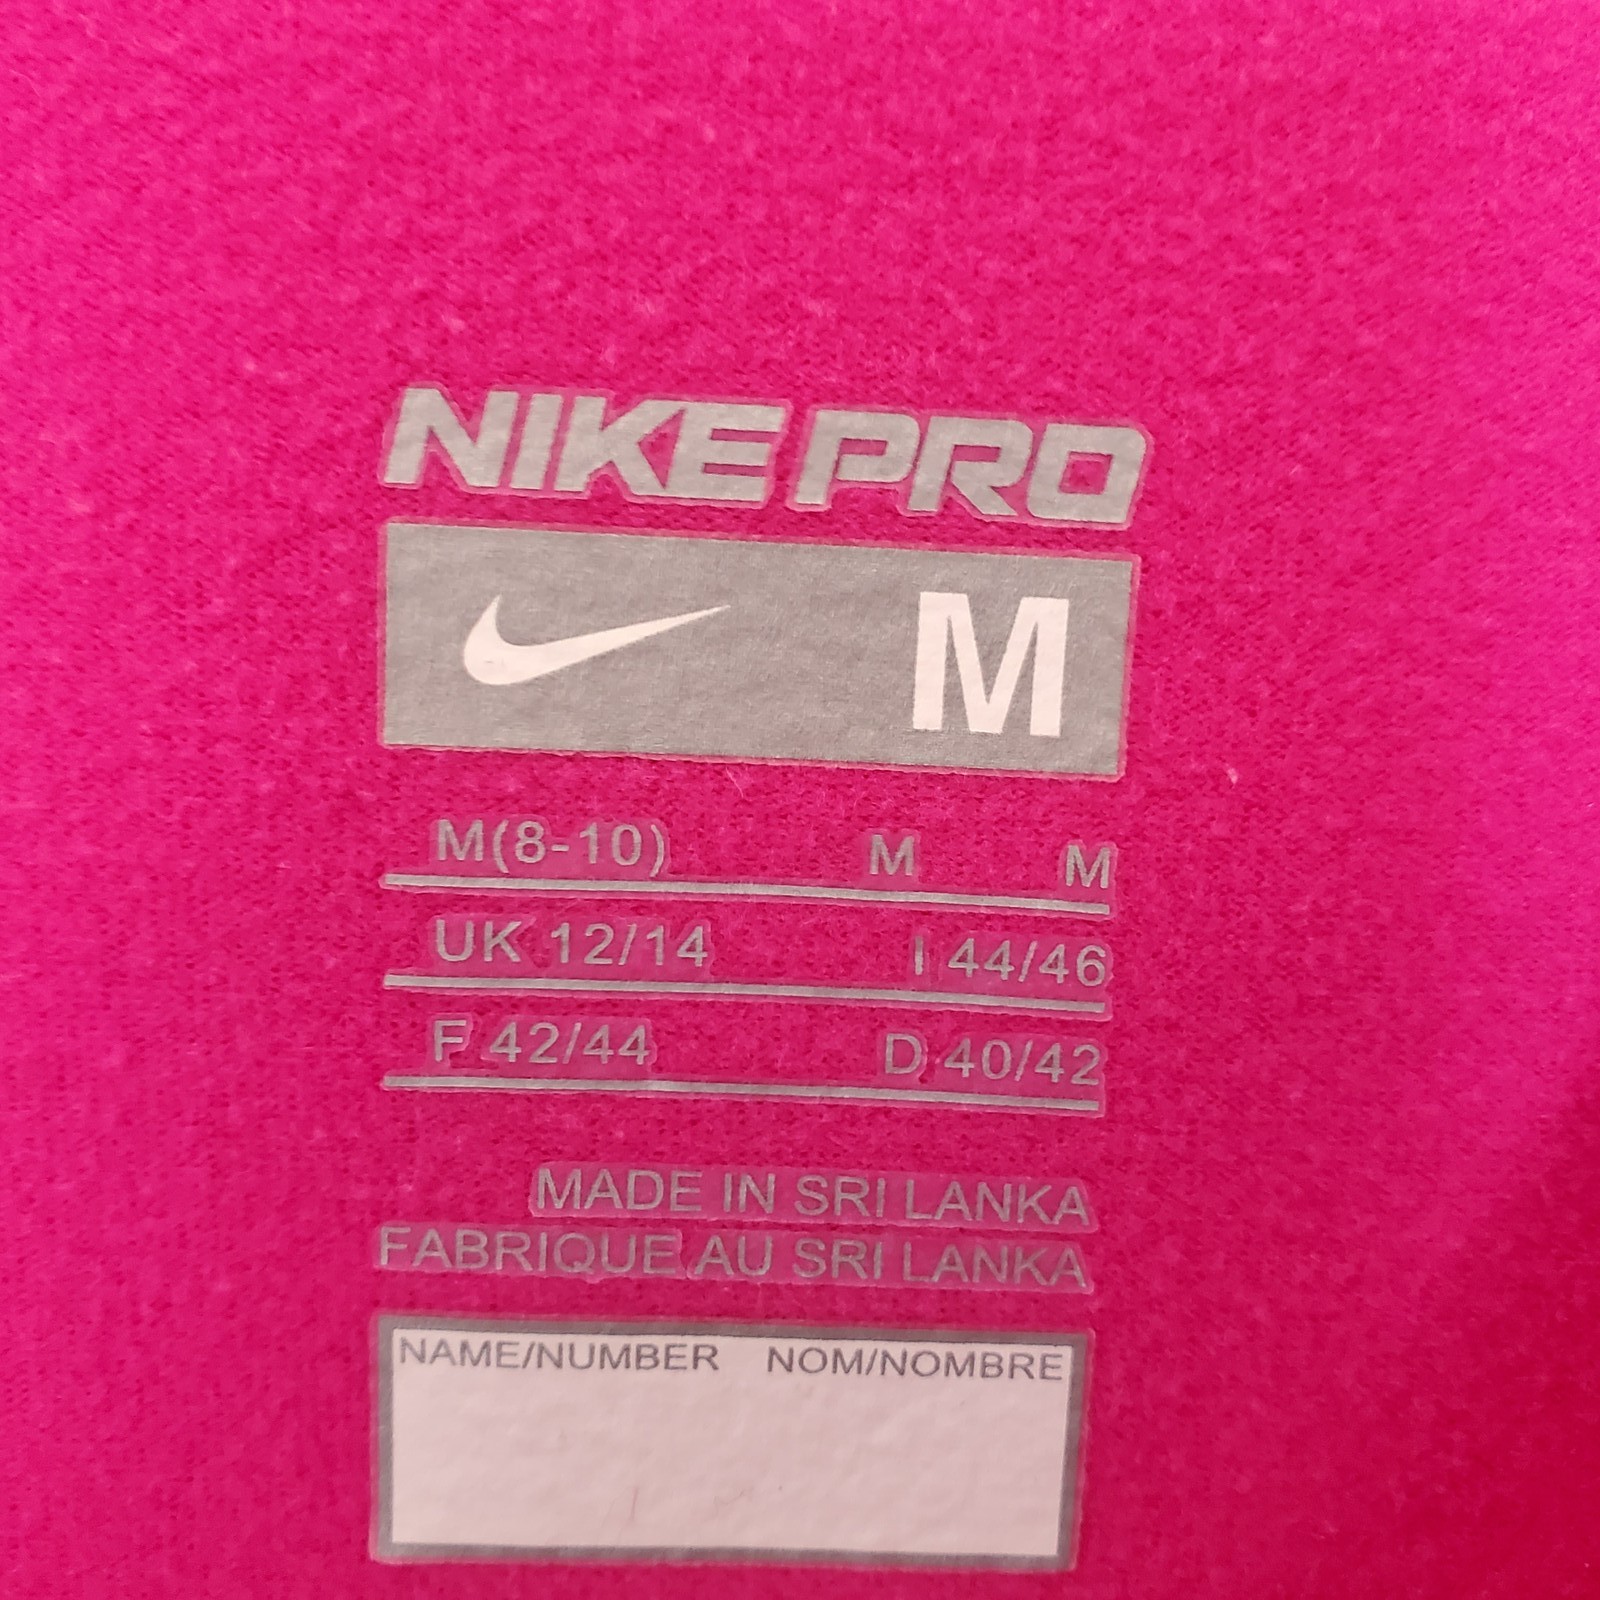 NIKE PRO
M
M(8-10) M M
UK 12/14 I 44/46
F 42/44 D 40/42
MADE IN SRI LANKA
FABRIQUE AU SRI LANKA
NAME/NUMBER NOM/NOMBRE